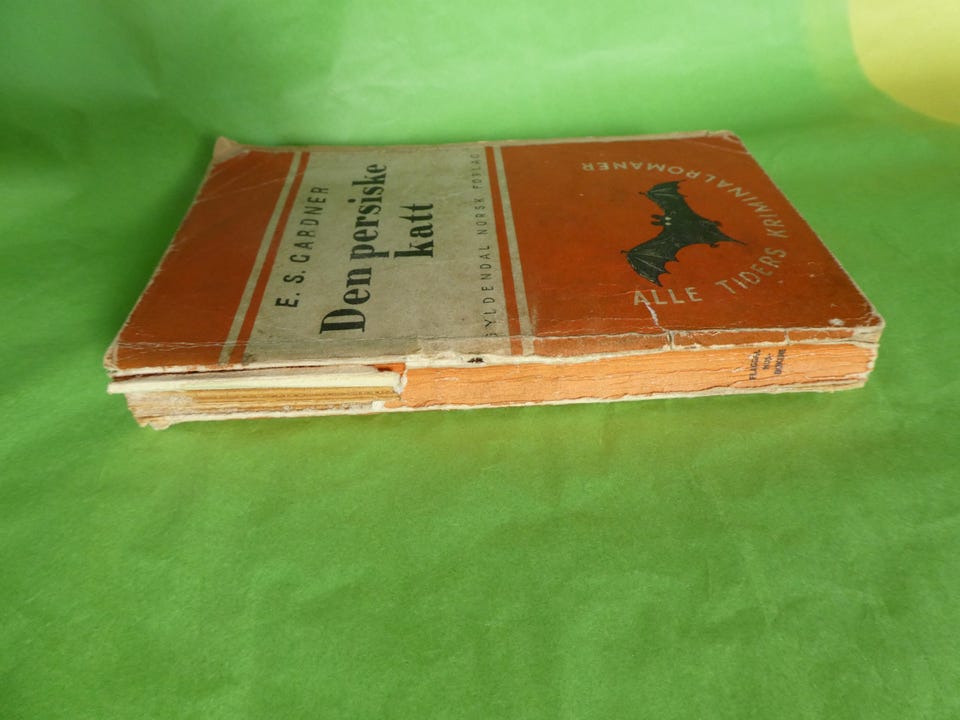 E. S. GARDNER
Den persiske
katt
GYLDENDAL NORSK FORLAG
ALLE TIDERS KRIMINALROMANER